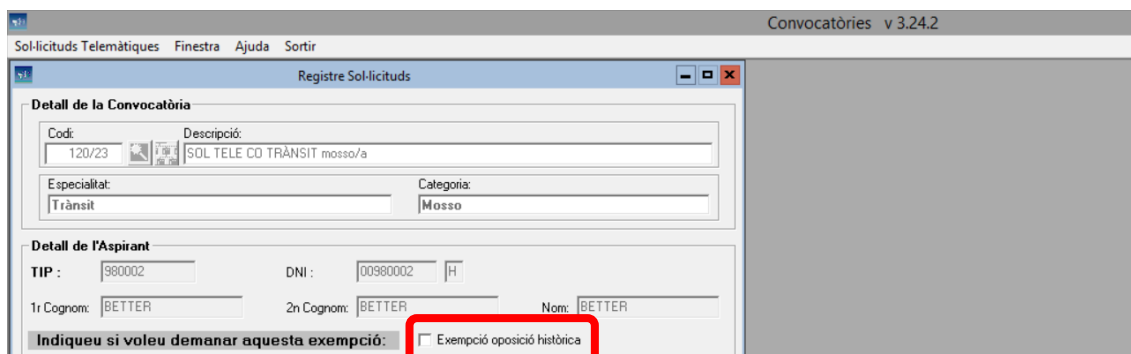 Convocatòries v 3.24.2
Sol·licituds Telemàtiques Finestra Ajuda Sortir
Registre Sol·licituds
Detall de la Convocatòria
Codi: Descripció:
120/23 SOL TELE CO TRÀNSIT mosso/a
Especialitat: Categoria:
Trànsit Mosso
Detall de l'Aspirant
TIP : 980002 DNI : 00980002 H
1r Cognom: BETTER 2n Cognom: BETTER Nom: BETTER
Indiqueu si voleu demanar aquesta exempció: Exempció oposició històrica